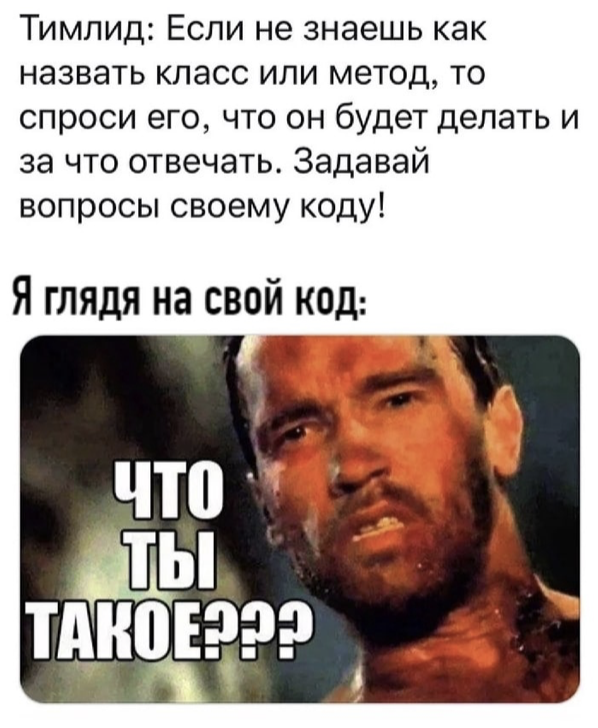 Тимлид: Если не знаешь как
назвать класс или метод, то
спроси его, что он будет делать и
за что отвечать. Задавай
вопросы своему коду!
Я глядя на свой код:
ЧТО
ТЫ
ТАКОЕ???